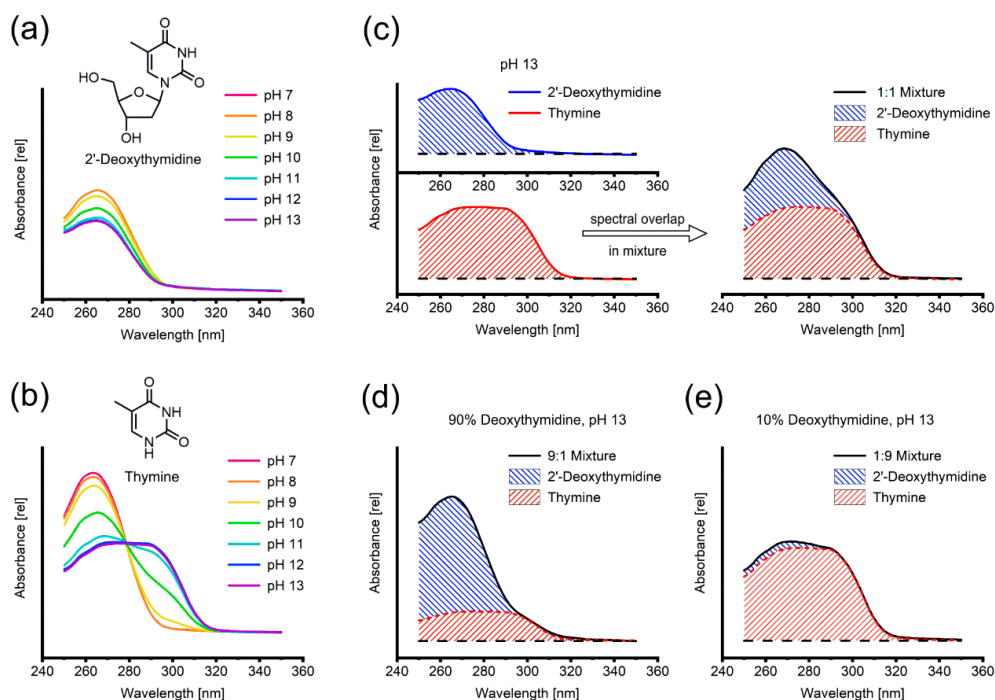 (a)
O
NH
N
O
HO
O
OH
2'-Deoxythymidine
pH 7
pH 8
pH 9
pH 10
pH 11
pH 12
pH 13
Absorbance [rel]
240 260 280 300 320 340 360
Wavelength [nm]
(b)
O
NH
N
H
O
Thymine
pH 7
pH 8
pH 9
pH 10
pH 11
pH 12
pH 13
Absorbance [rel]
240 260 280 300 320 340 360
Wavelength [nm]
(c)
pH 13
2'-Deoxythymidine
Thymine
Absorbance [rel]
240 260 280 300 320 340 360
240 260 280 300 320 340 360
Wavelength [nm]
spectral overlap
in mixture
1:1 Mixture
2'-Deoxythymidine
Thymine
Absorbance [rel]
240 260 280 300 320 340 360
Wavelength [nm]
(d)
90% Deoxythymidine, pH 13
9:1 Mixture
2'-Deoxythymidine
Thymine
Absorbance [rel]
240 260 280 300 320 340 360
Wavelength [nm]
(e)
10% Deoxythymidine, pH 13
1:9 Mixture
2'-Deoxythymidine
Thymine
Absorbance [rel]
240 260 280 300 320 340 360
Wavelength [nm]